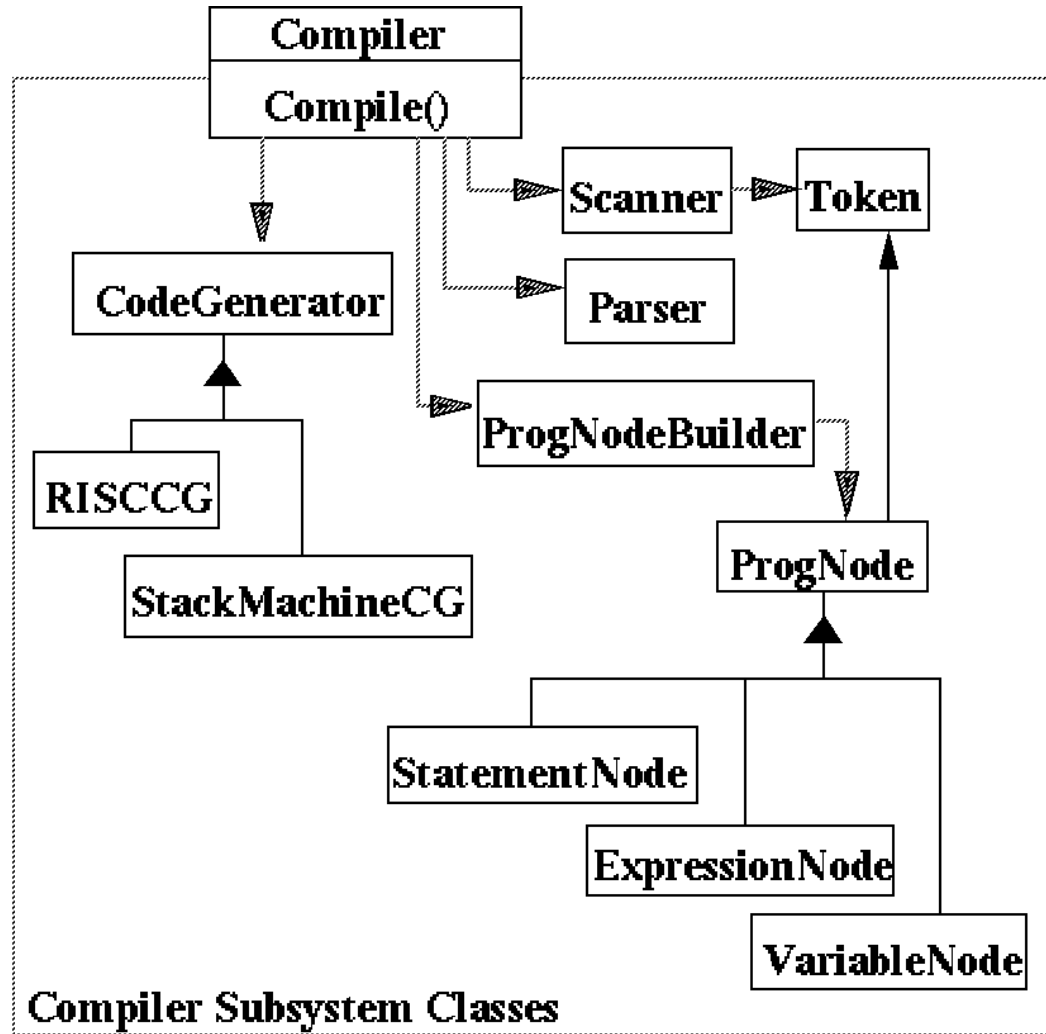 Compiler
Compile()
Scanner
Token
CodeGenerator
Parser
ProgNodeBuilder
RISCCG
ProgNode
StackMachineCG
StatementNode
ExpressionNode
VariableNode
Compiler Subsystem Classes